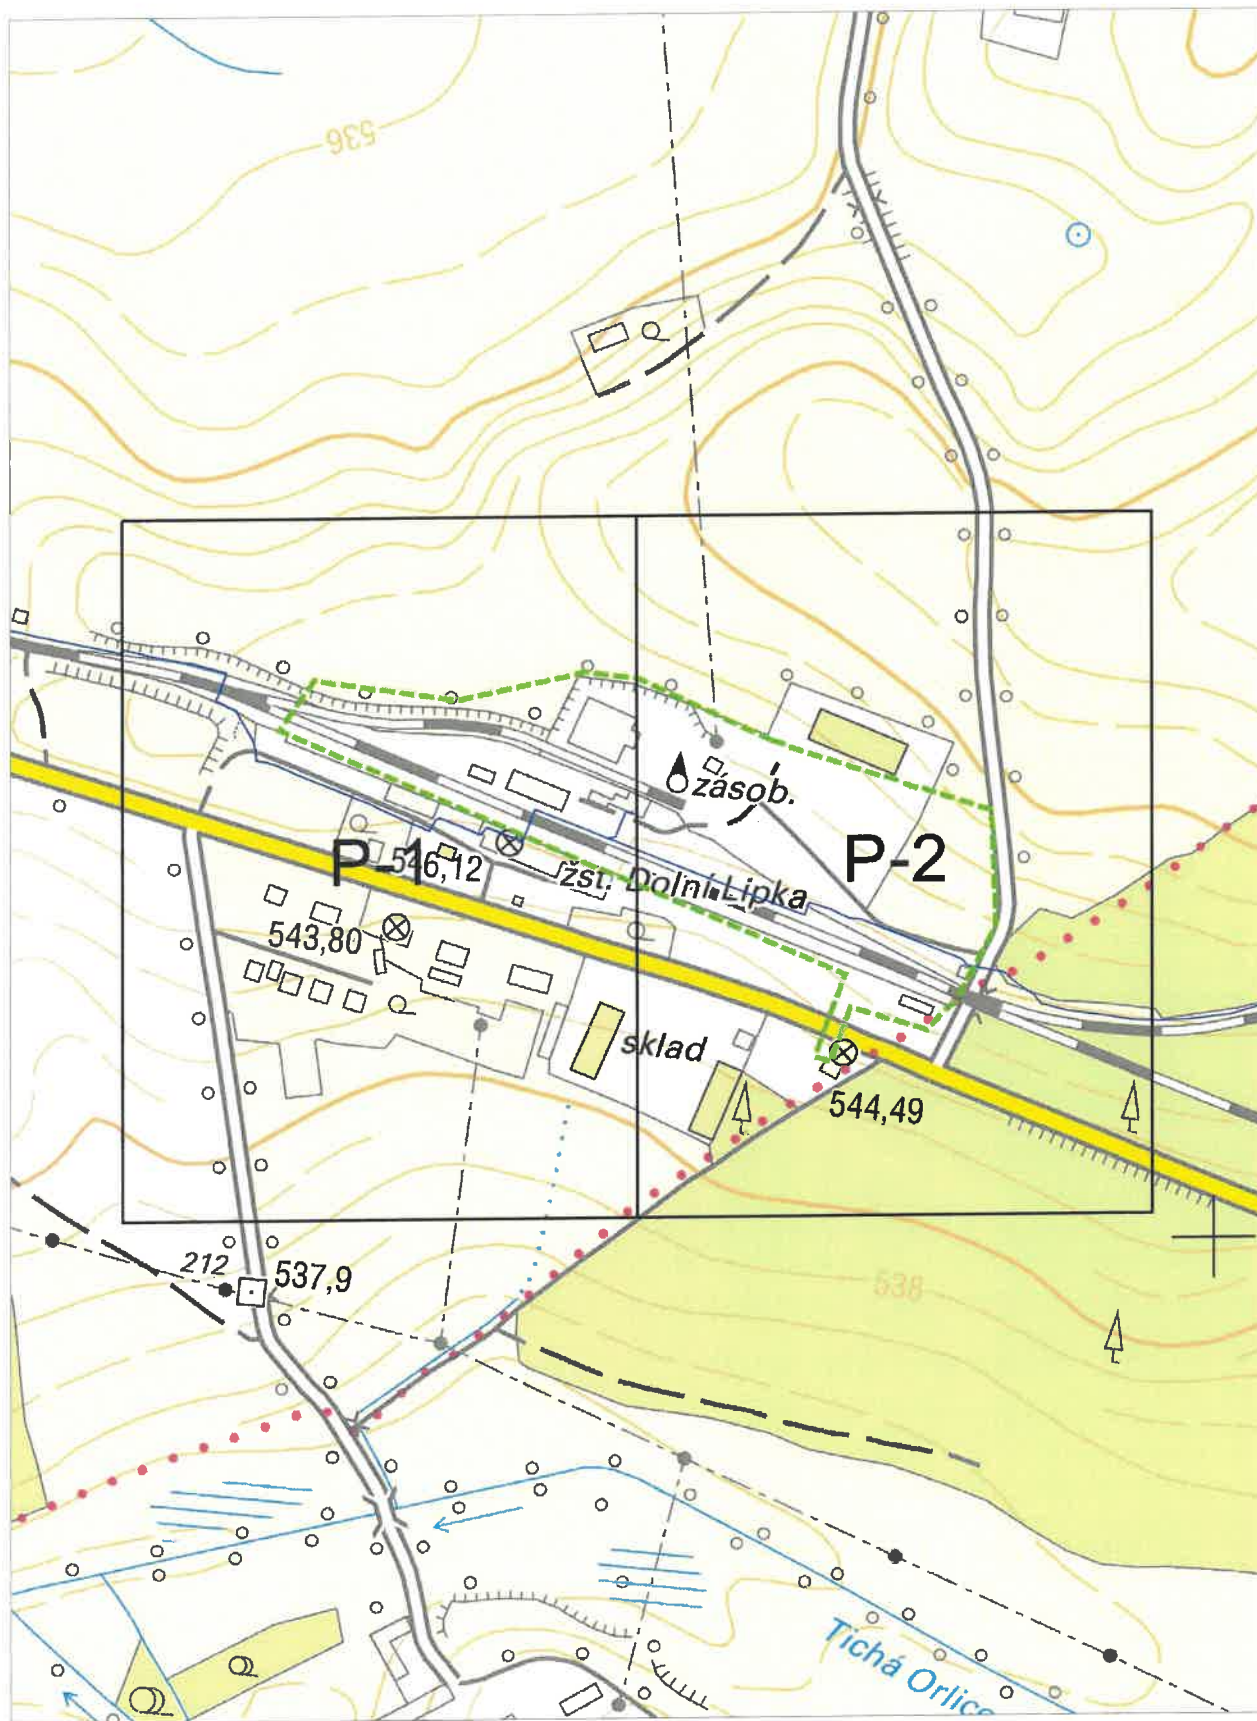 536
zásob.
P-1
P-2
546,12
žst. Dolní Lipka
543,80
sklad
544,49
212
537,9
538
Tichá Orlice